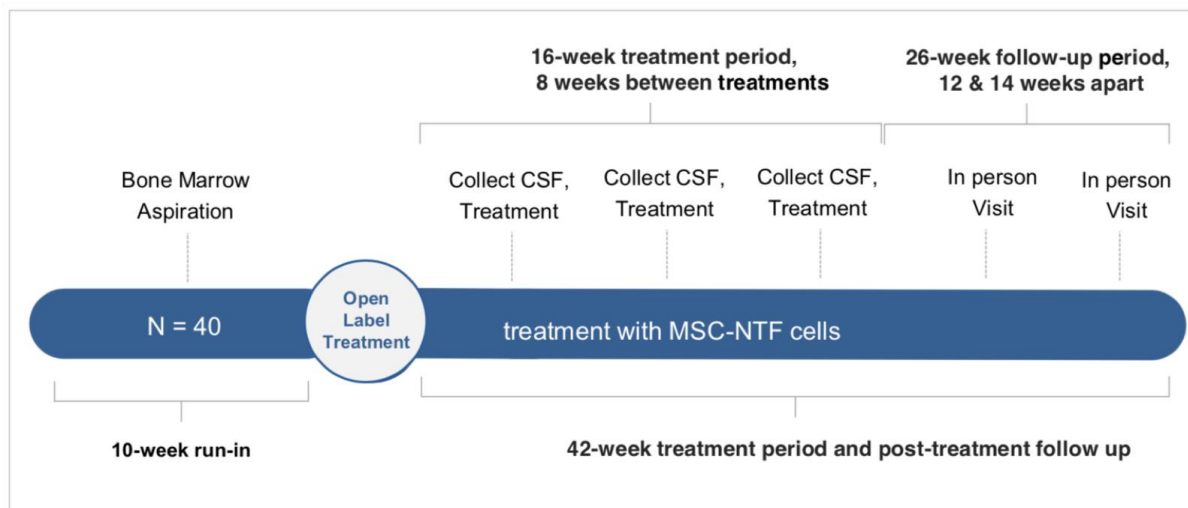 16-week treatment period,
8 weeks between treatments
26-week follow-up period,
12 & 14 weeks apart
Bone Marrow
Aspiration
Collect CSF,
Treatment
Collect CSF,
Treatment
Collect CSF,
Treatment
In person
Visit
In person
Visit
N = 40
Open
Label
Treatment
treatment with MSC-NTF cells
10-week run-in
42-week treatment period and post-treatment follow up